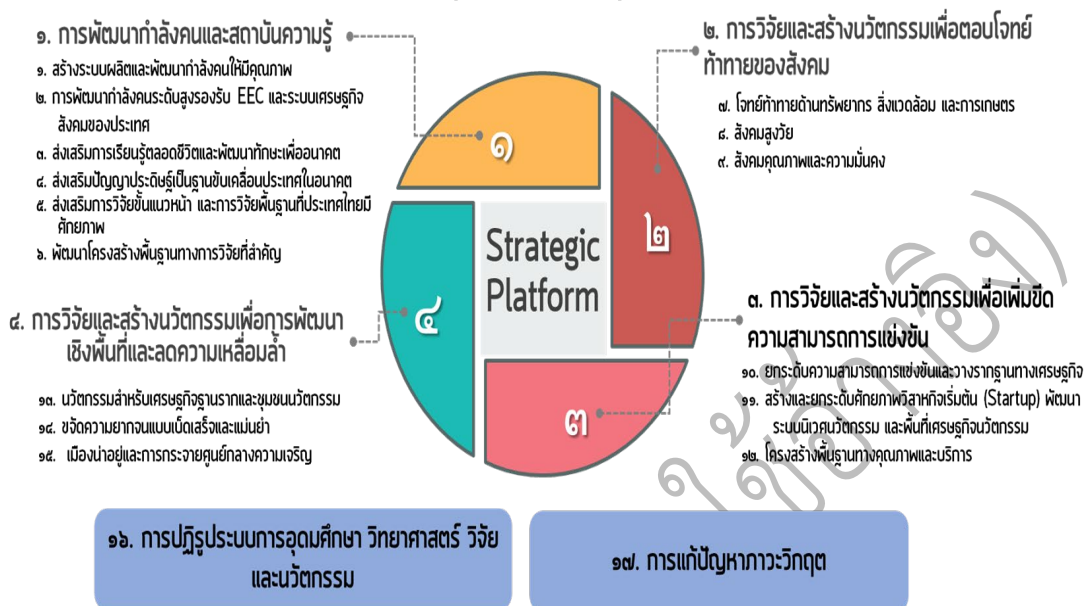 ๑. การพัฒนากำลังคนและสถาบันความรู้
๑. สร้างระบบผลิตและพัฒนากำลังคนให้มีคุณภาพ
๒. การพัฒนากำลังคนระดับสูงรองรับ EEC และระบบเศรษฐกิจ
สังคมของประเทศ
๓. ส่งเสริมการเรียนรู้ตลอดชีวิตและพัฒนาทักษะเพื่ออนาคต
๔. ส่งเสริมปัญญาประดิษฐ์เป็นฐานขับเคลื่อนประเทศในอนาคต
๕. ส่งเสริมการวิจัยขั้นแนวหน้า และการวิจัยพื้นฐานที่ประเทศไทยมี
ศักยภาพ
๖. พัฒนาโครงสร้างพื้นฐานทางการวิจัยที่สำคัญ
๒. การวิจัยและสร้างนวัตกรรมเพื่อตอบโจทย์
ท้าทายของสังคม
๗. โจทย์ท้าทายด้านทรัพยากร สิ่งแวดล้อม และการเกษตร
๘. สังคมสูงวัย
๙. สังคมคุณภาพและความมั่นคง
๑
๒
Strategic
Platform
๔
๓
๓. การวิจัยและสร้างนวัตกรรมเพื่อเพิ่มขีด
ความสามารถการแข่งขัน
๑๐. ยกระดับความสามารถการแข่งขันและวางรากฐานทางเศรษฐกิจ
๑๑. สร้างและยกระดับศักยภาพวิสาหกิจเริ่มต้น (Startup) พัฒนา
ระบบนิเวศนวัตกรรม และพื้นที่เศรษฐกิจนวัตกรรม
๑๒. โครงสร้างพื้นฐานทางคุณภาพและบริการ
๔. การวิจัยและสร้างนวัตกรรมเพื่อการพัฒนา
เชิงพื้นที่และลดความเหลื่อมล้ำ
๑๓. นวัตกรรมสำหรับเศรษฐกิจฐานรากและชุมชนนวัตกรรม
๑๔. ขจัดความยากจนแบบเบ็ดเสร็จและแม่นยำ
๑๕. เมืองน่าอยู่และการกระจายศูนย์กลางความเจริญ
๑๖. การปฏิรูประบบการอุดมศึกษา วิทยาศาสตร์ วิจัย
และนวัตกรรม
๑๗. การแก้ปัญหาภาวะวิกฤต